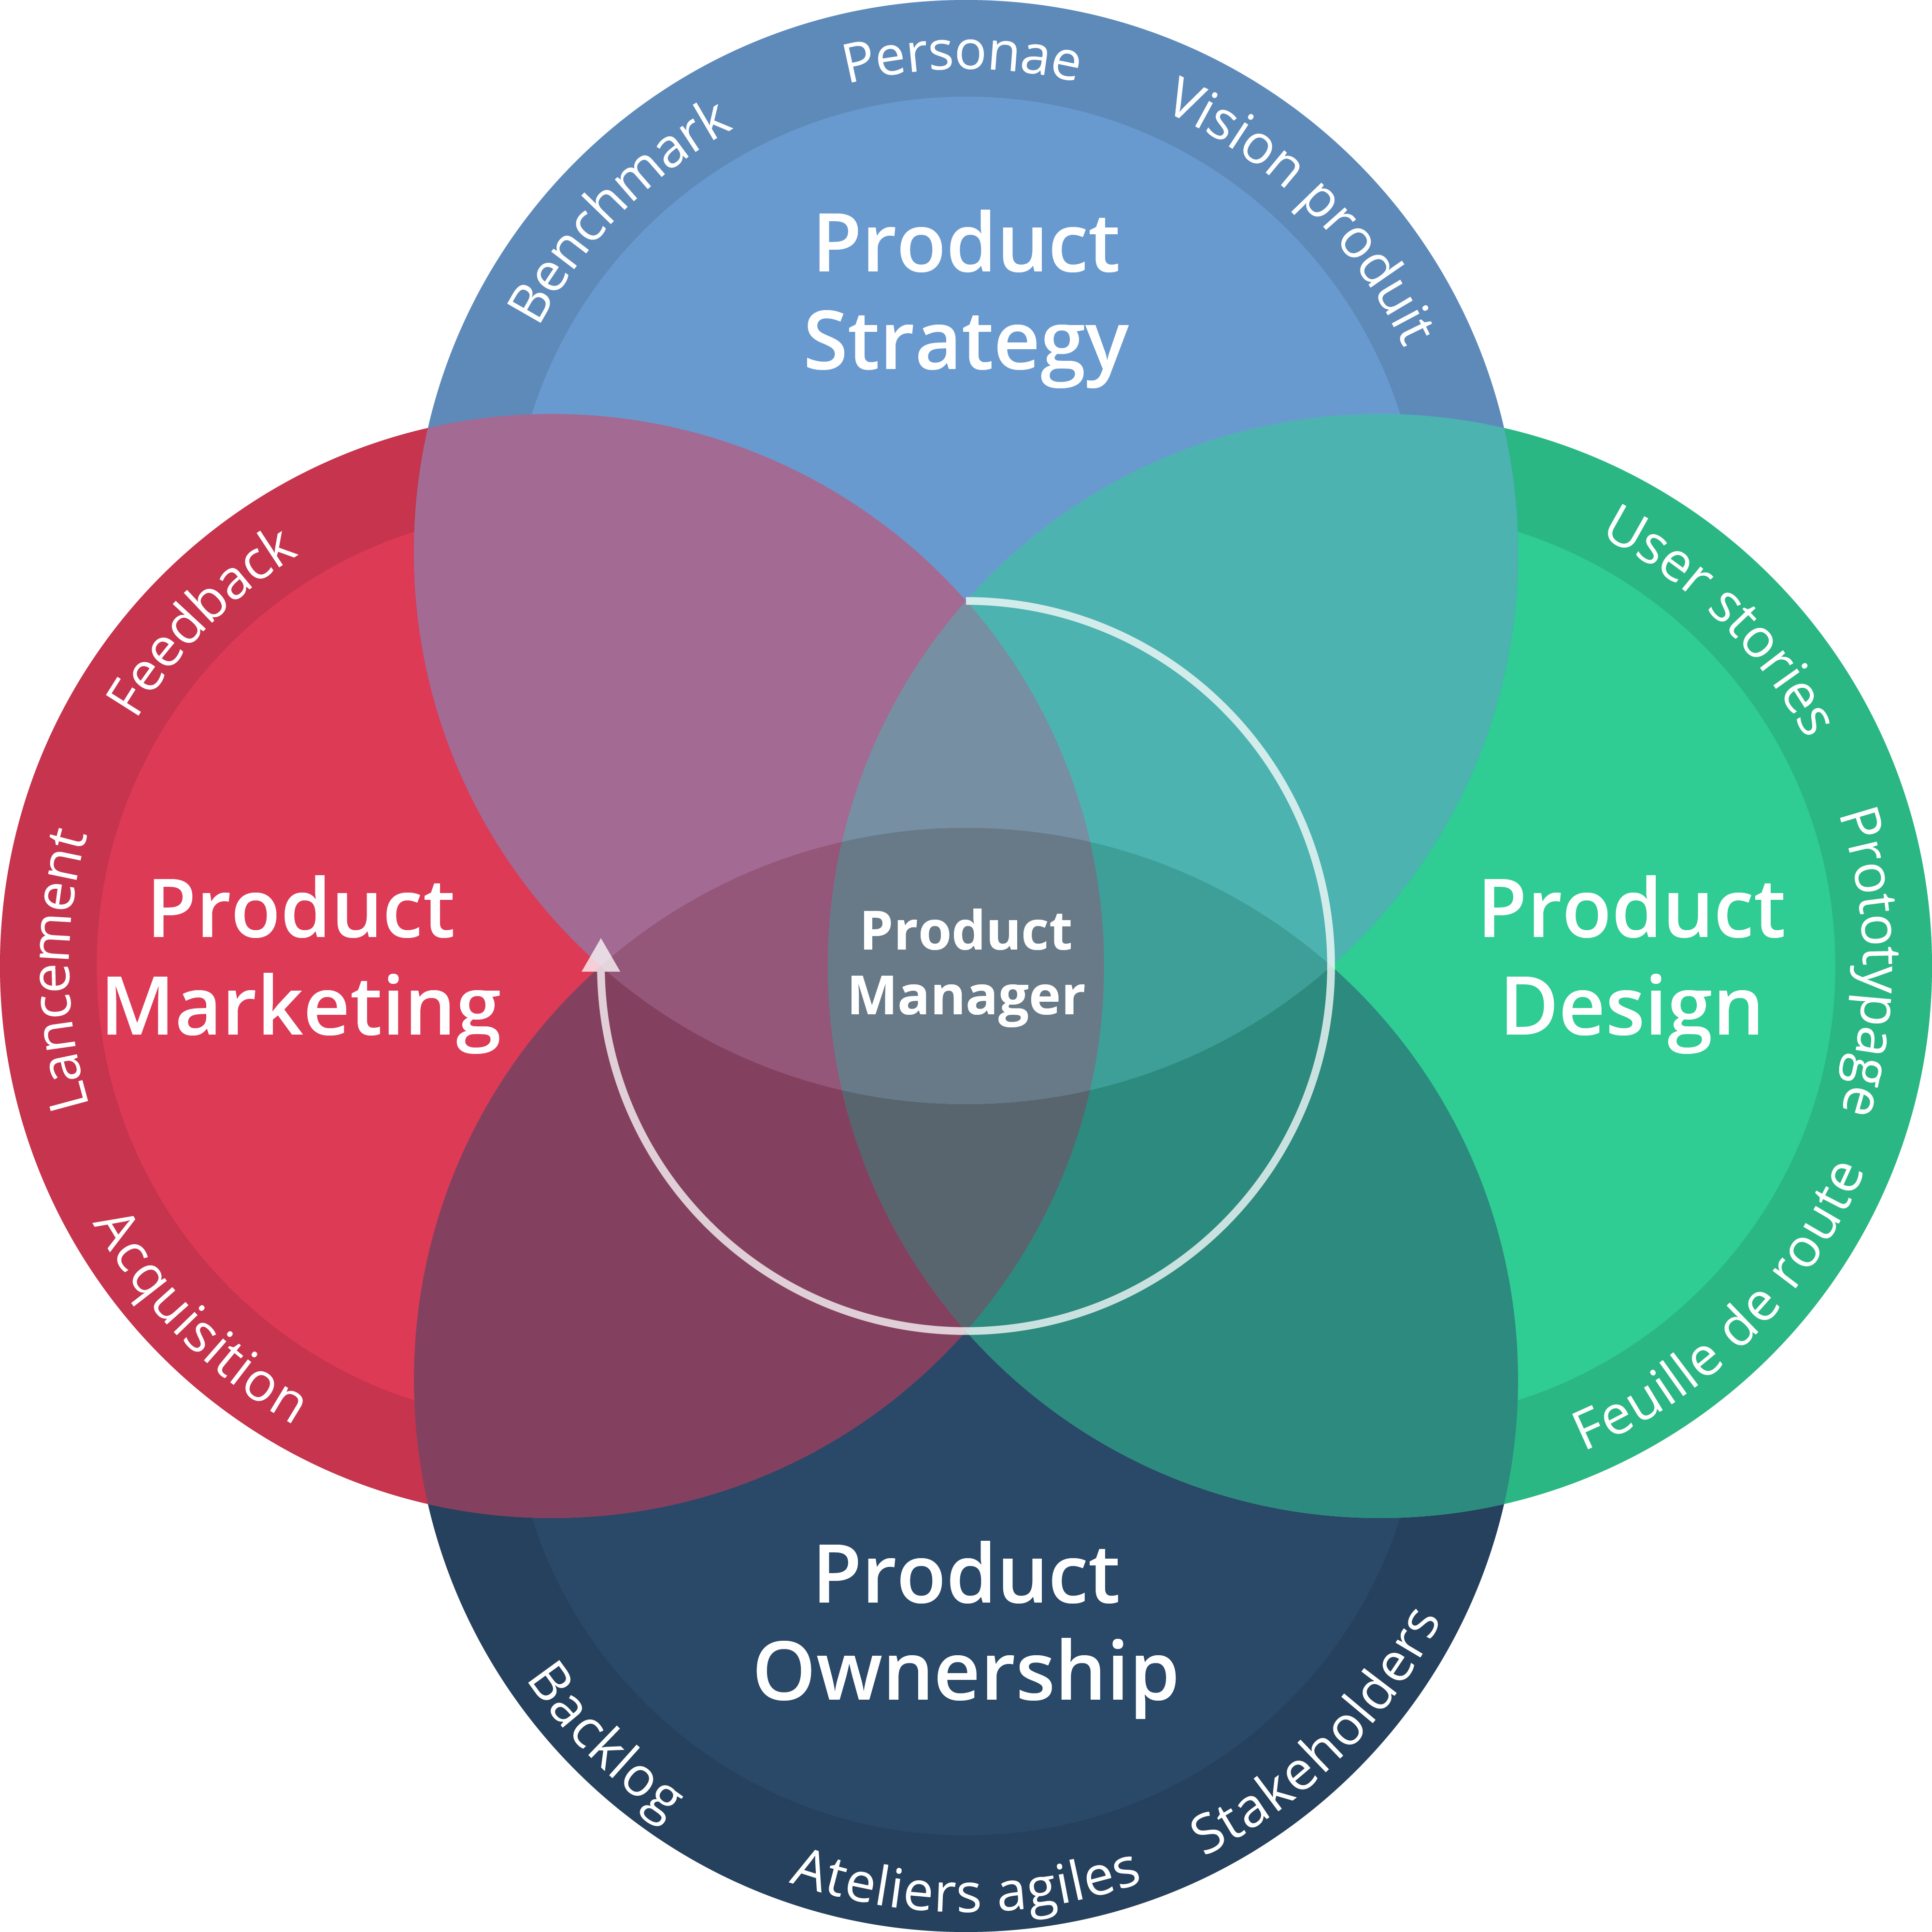 Benchmark
Personae
Vision produit
Product
Strategy
Feedback
Lancement
Acquisition
Product
Marketing
Product
Manager
Product
Design
User stories
Prototypage
Feuille de route
Product
Ownership
Backlog
Ateliers agiles
Stakeholders